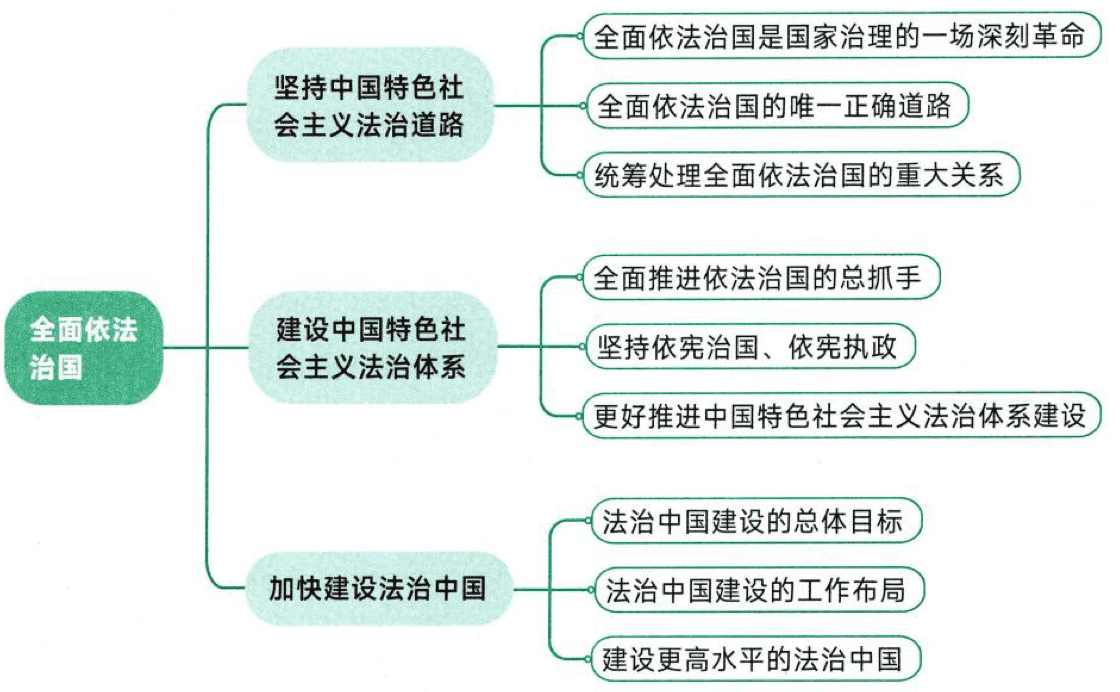 全面依法
治国
坚持中国特色社
会主义法治道路
全面依法治国是国家治理的一场深刻革命
全面依法治国的唯一正确道路
统筹处理全面依法治国的重大关系
建设中国特色社
会主义法治体系
全面推进依法治国的总抓手
坚持依宪治国、依宪执政
更好推进中国特色社会主义法治体系建设
加快建设法治中国
法治中国建设的总体目标
法治中国建设的工作布局
建设更高水平的法治中国